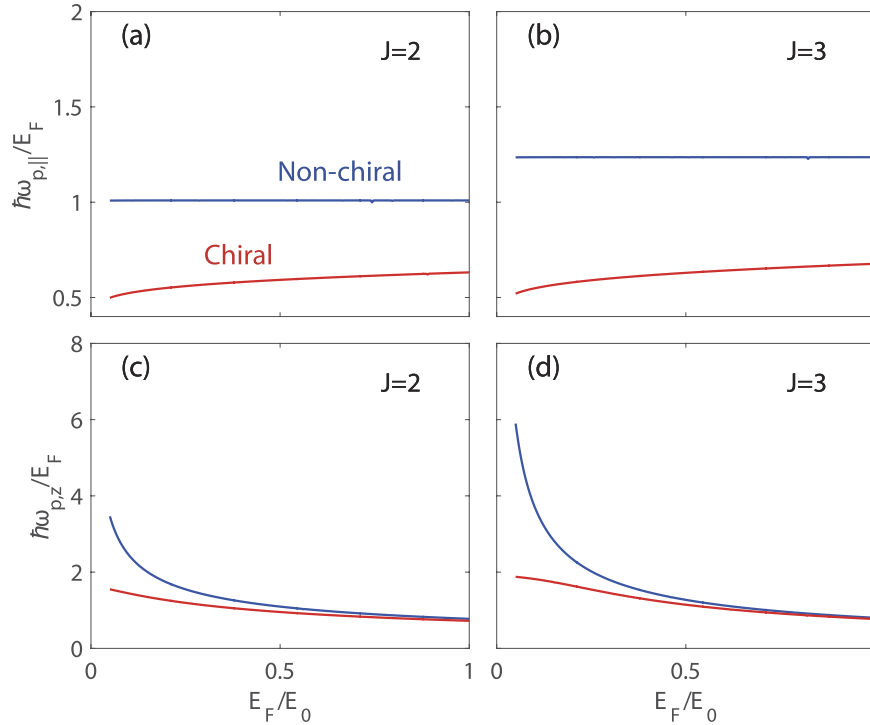 (a)
J=2
(b)
J=3
2
1.5
1
0.5
ħω_{p,||}/E_F
Non-chiral
Chiral
(c)
J=2
(d)
J=3
8
6
4
2
0
ħω_{p,z}/E_F
0
0.5
1
0.5
E_F/E_0
E_F/E_0